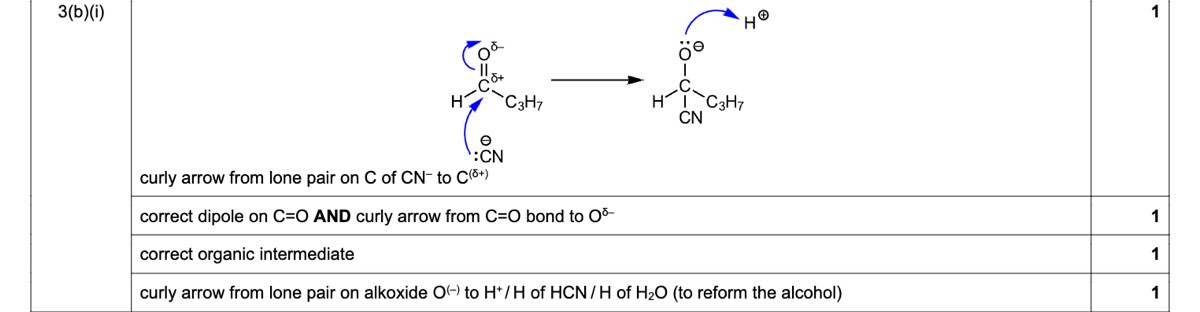 3(b)(i)
1
H⊕
Oδ–
Cδ+
H C3H7
⊖
:CN
⊖
Ö
C
H C3H7
CN
curly arrow from lone pair on C of CN– to C(δ+)
correct dipole on C=O AND curly arrow from C=O bond to Oδ–
1
correct organic intermediate
1
curly arrow from lone pair on alkoxide O(–) to H+ / H of HCN / H of H2O (to reform the alcohol)
1